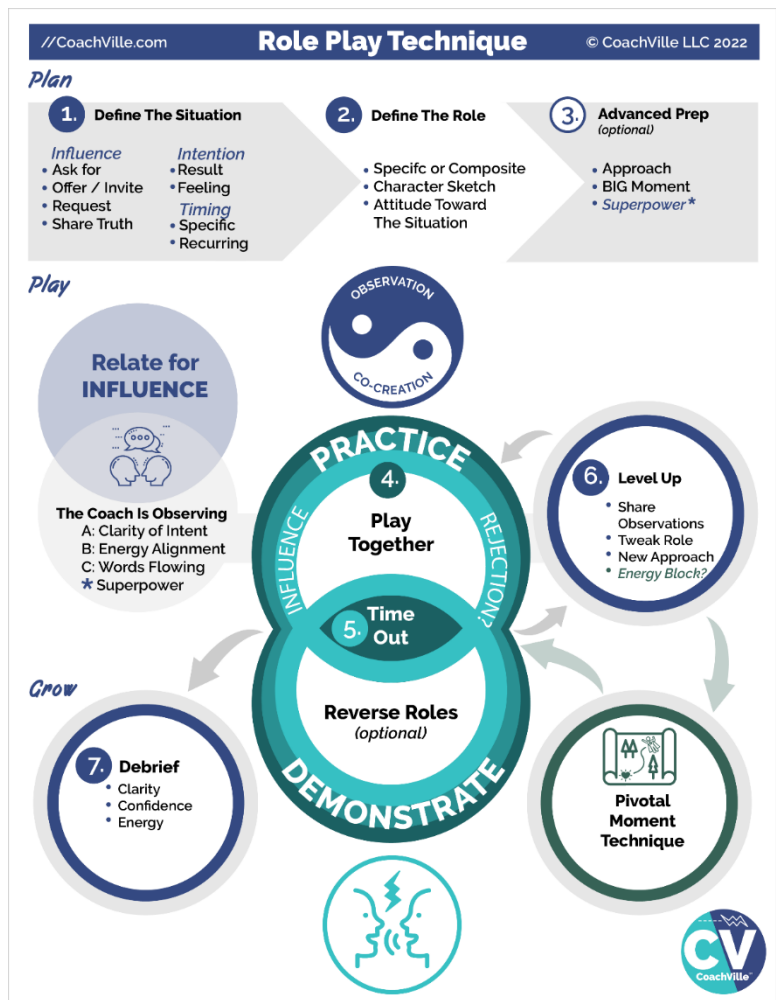 //CoachVille.com
Role Play Technique
© CoachVille LLC 2022
Plan
1. Define The Situation
Influence
• Ask for
• Offer / Invite
• Request
• Share Truth
Intention
• Result
• Feeling
Timing
• Specific
• Recurring
2. Define The Role
• Specifc or Composite
• Character Sketch
• Attitude Toward
The Situation
3. Advanced Prep
(optional)
• Approach
• BIG Moment
• Superpower*
Play
OBSERVATION
CO-CREATION
Relate for
INFLUENCE
The Coach Is Observing
A: Clarity of Intent
B: Energy Alignment
C: Words Flowing
* Superpower
PRACTICE
INFLUENCE
REJECTION?
4.
Play
Together
5. Time
Out
Reverse Roles
(optional)
DEMONSTRATE
6. Level Up
• Share
Observations
• Tweak Role
• New Approach
• Energy Block?
Grow
7. Debrief
• Clarity
• Confidence
• Energy
Pivotal
Moment
Technique
CV
CoachVille